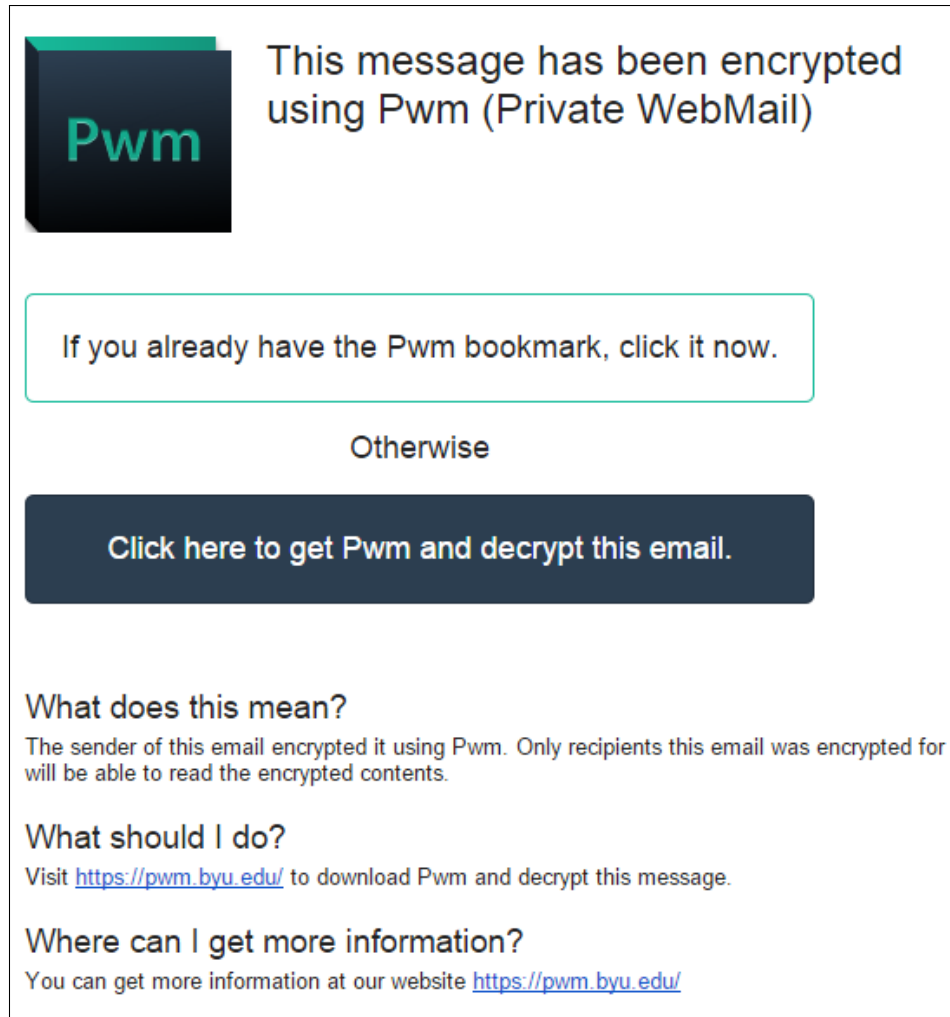 Pwm
This message has been encrypted
using Pwm (Private WebMail)
If you already have the Pwm bookmark, click it now.
Otherwise
Click here to get Pwm and decrypt this email.
What does this mean?
The sender of this email encrypted it using Pwm. Only recipients this email was encrypted for
will be able to read the encrypted contents.
What should I do?
Visit https://pwm.byu.edu/ to download Pwm and decrypt this message.
Where can I get more information?
You can get more information at our website https://pwm.byu.edu/